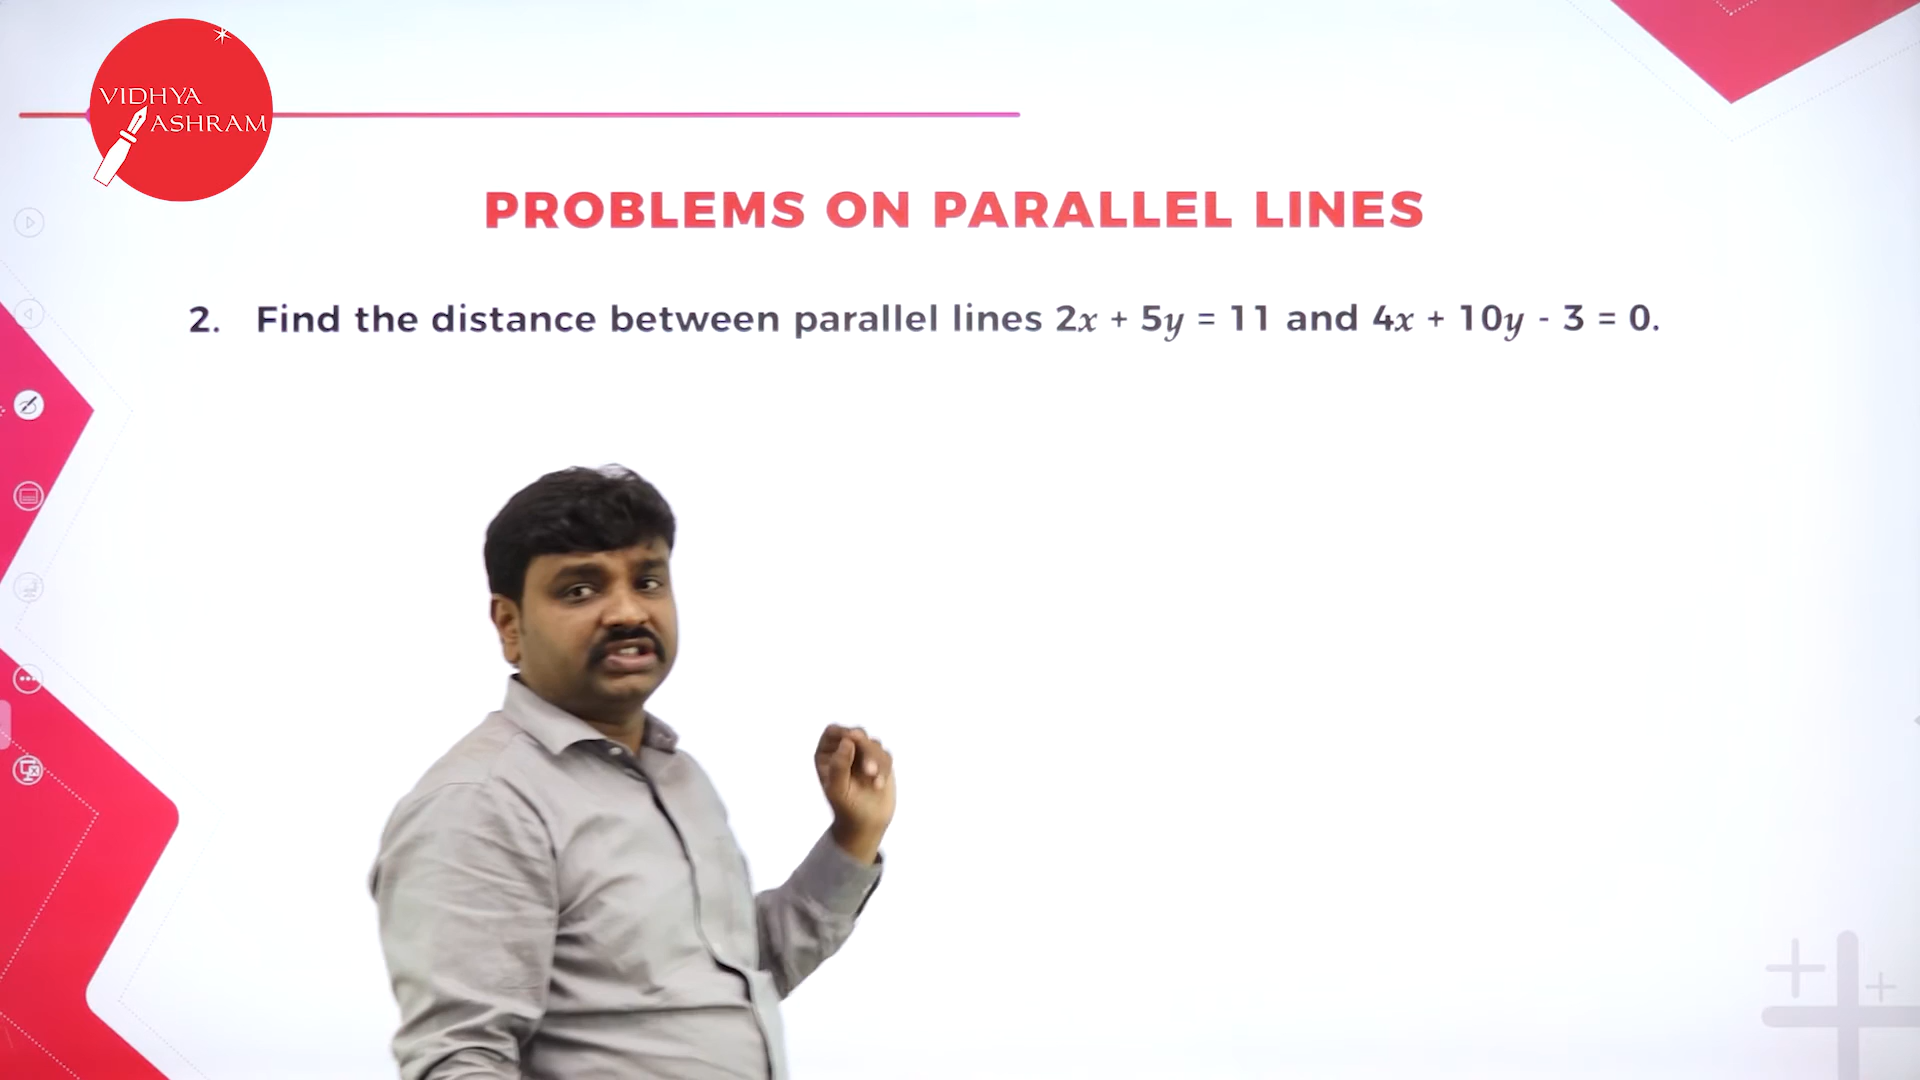 VIDHYA
ASHRAM
PROBLEMS ON PARALLEL LINES
2. Find the distance between parallel lines 2x + 5y = 11 and 4x + 10y - 3 = 0.